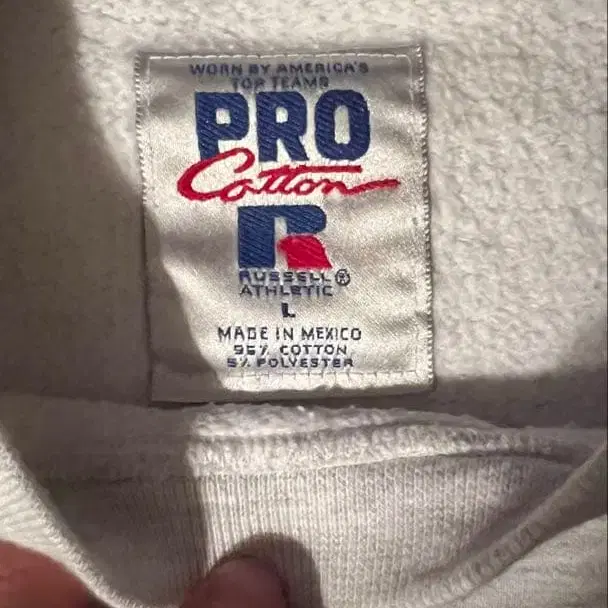 WORN BY AMERICA'S
TOP TEAMS
PRO
Cotton
R
RUSSELL®
ATHLETIC
L
MADE IN MEXICO
95% COTTON
5% POLYESTER